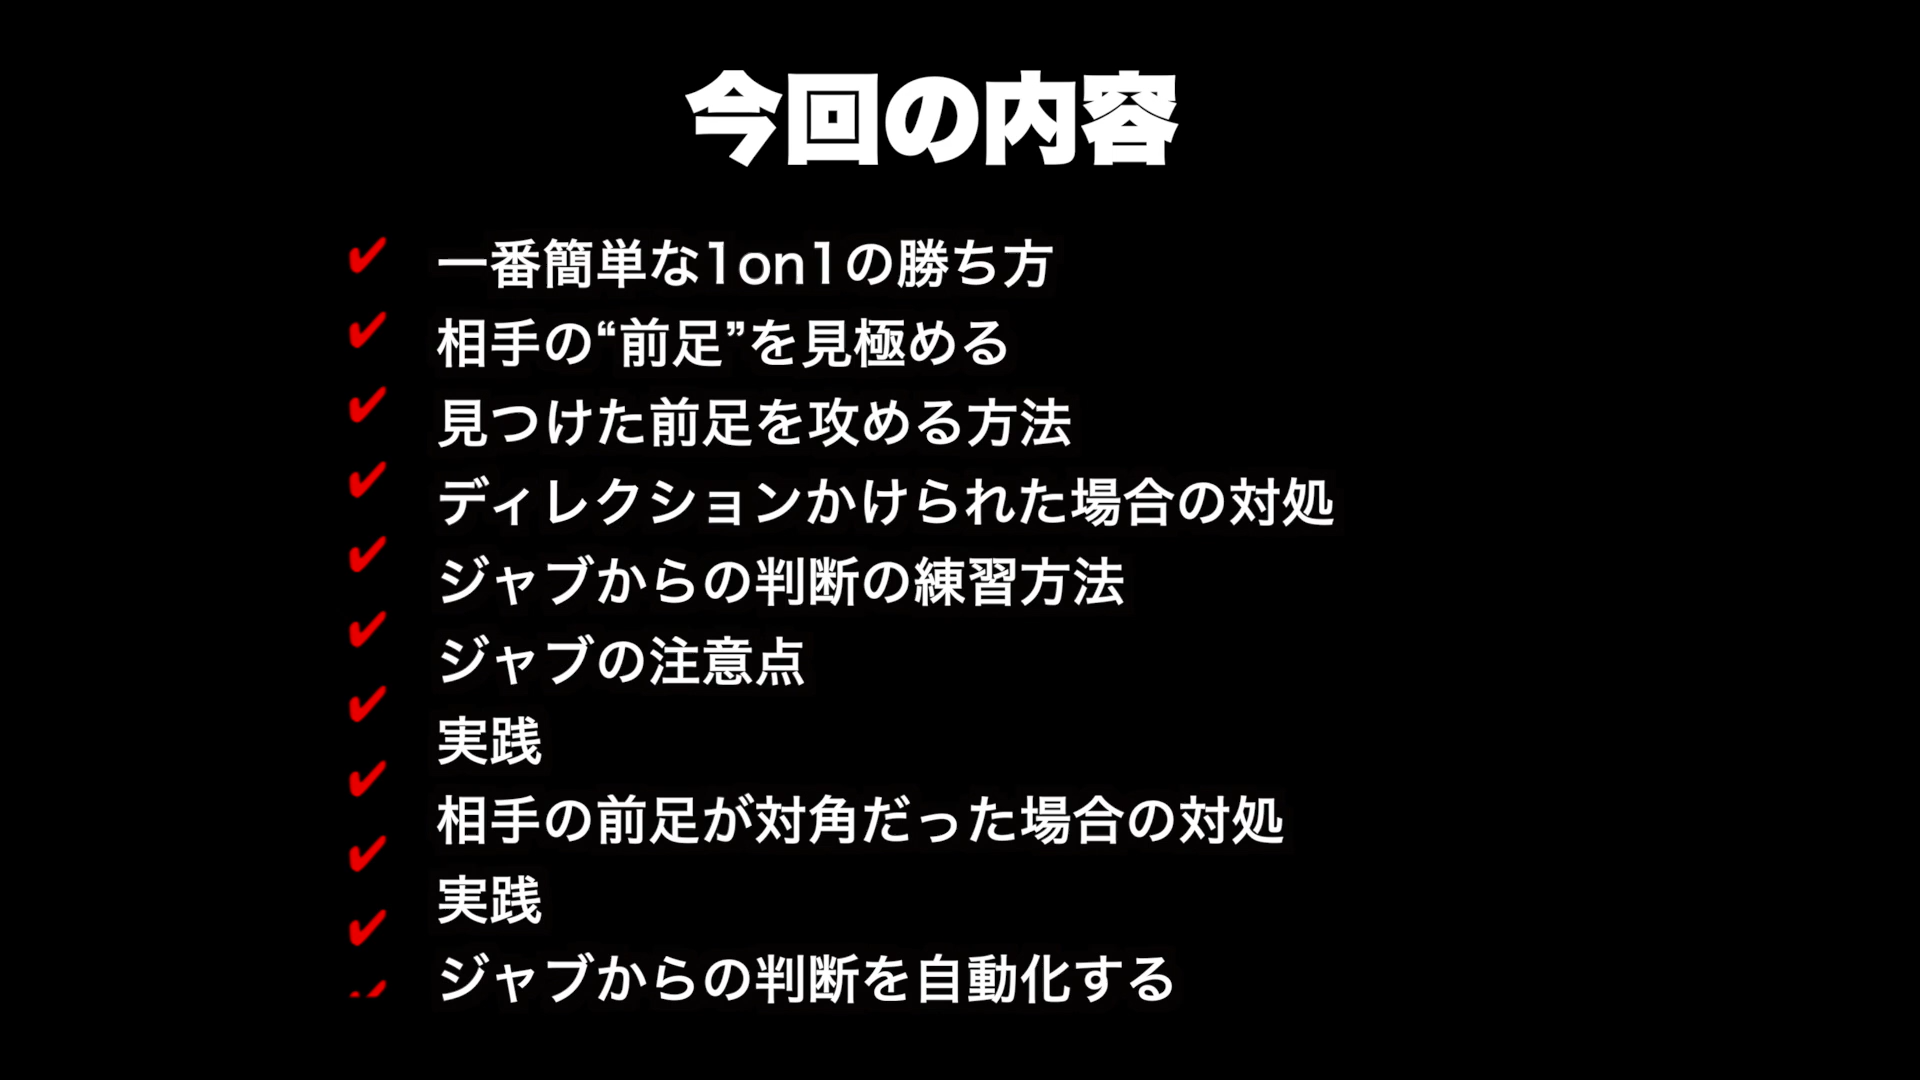 今回の内容
✔ 一番簡単な1on1の勝ち方
✔ 相手の“前足”を見極める
✔ 見つけた前足を攻める方法
✔ ディレクションかけられた場合の対処
✔ ジャブからの判断の練習方法
✔ ジャブの注意点
✔ 実践
✔ 相手の前足が対角だった場合の対処
✔ 実践
✔ ジャブからの判断を自動化する